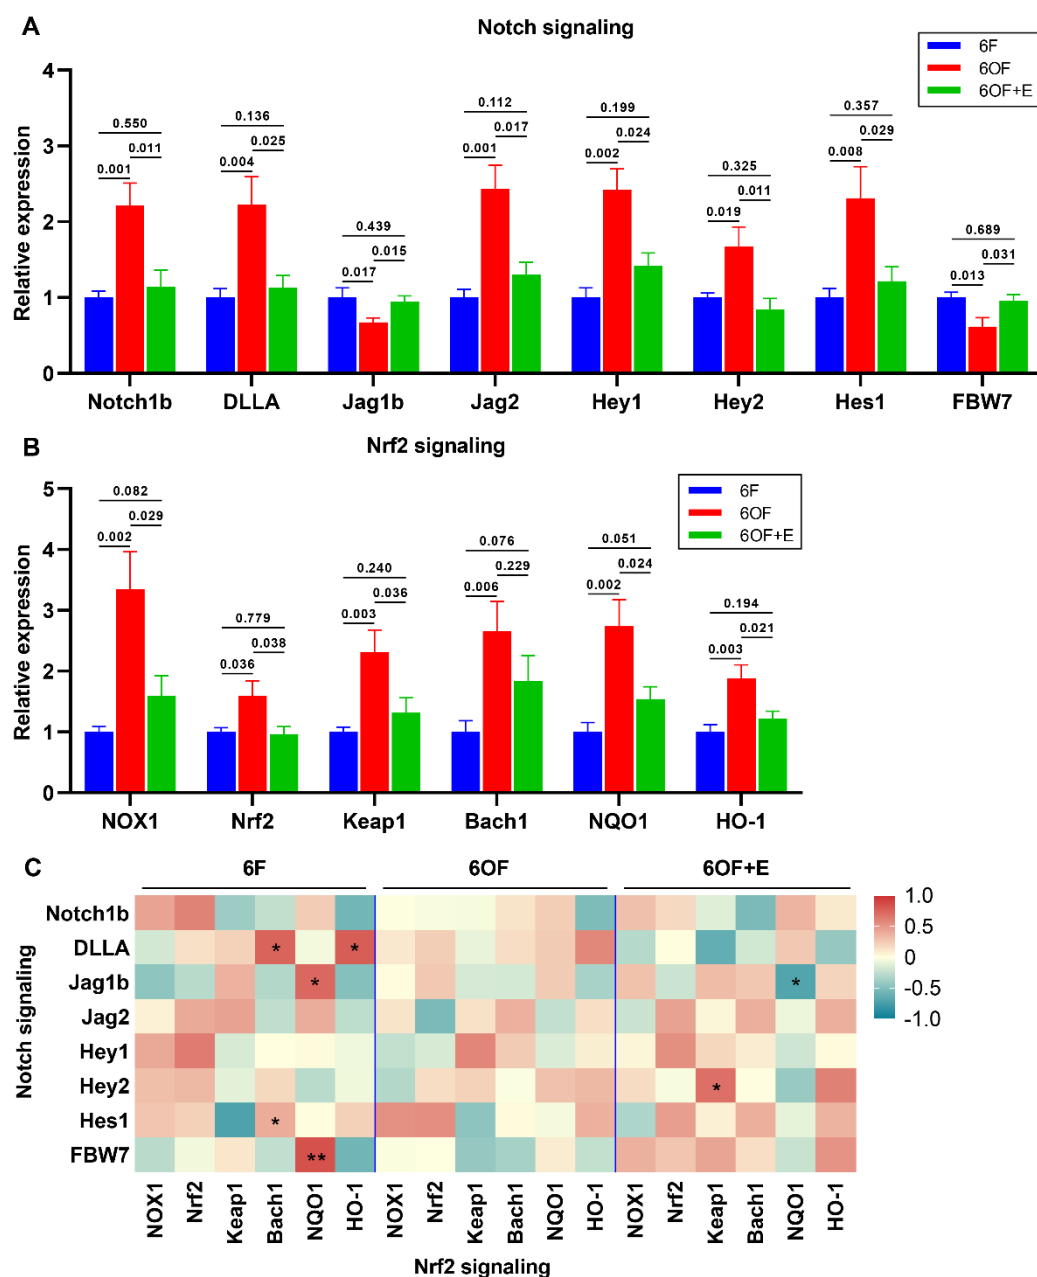 A
Notch signaling
6F
6OF
6OF+E
Relative expression
4
3
2
1
0
0.550
0.011
0.001
0.136
0.025
0.004
0.439
0.015
0.017
0.112
0.017
0.001
0.199
0.024
0.002
0.325
0.011
0.019
0.357
0.029
0.008
0.689
0.031
0.013
Notch1b DLLA Jag1b Jag2 Hey1 Hey2 Hes1 FBW7
B
Nrf2 signaling
6F
6OF
6OF+E
Relative expression
5
4
3
2
1
0
0.082
0.029
0.002
0.779
0.038
0.036
0.240
0.036
0.003
0.076
0.229
0.006
0.051
0.024
0.002
0.194
0.021
0.003
NOX1 Nrf2 Keap1 Bach1 NQO1 HO-1
C
6F 6OF 6OF+E
Notch signaling
Notch1b
DLLA * *
Jag1b * *
Jag2
Hey1
Hey2 *
Hes1 *
FBW7 **
1.0
0.5
0
-0.5
-1.0
NOX1 Nrf2 Keap1 Bach1 NQO1 HO-1 NOX1 Nrf2 Keap1 Bach1 NQO1 HO-1 NOX1 Nrf2 Keap1 Bach1 NQO1 HO-1
Nrf2 signaling